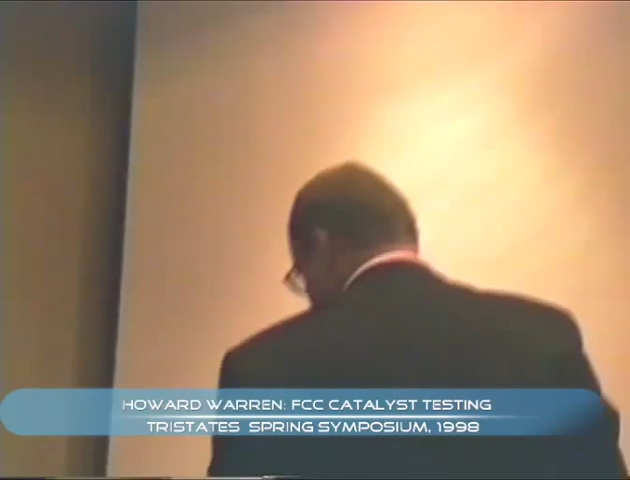 HOWARD WARREN: FCC CATALYST TESTING
TRISTATES SPRING SYMPOSIUM, 1998